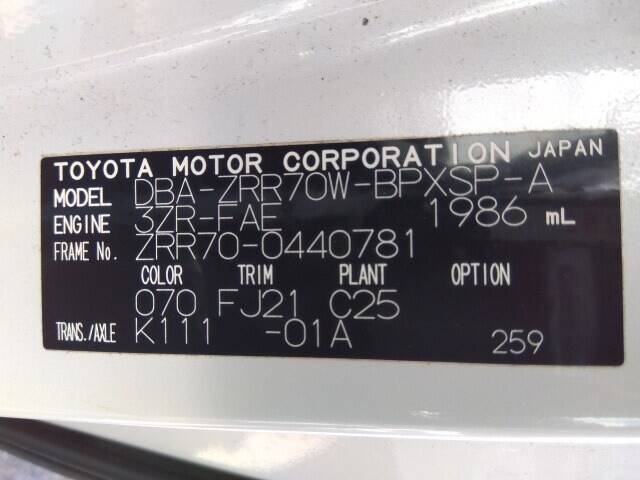 TOYOTA MOTOR CORPORATION JAPAN
MODEL DBA-ZRR70W-BPXSP-A
ENGINE 3ZR-FAE 1986 mL
FRAME No. ZRR70-0440781
COLOR TRIM PLANT OPTION
070 FJ21 C25
TRANS./AXLE K111 -01A
259